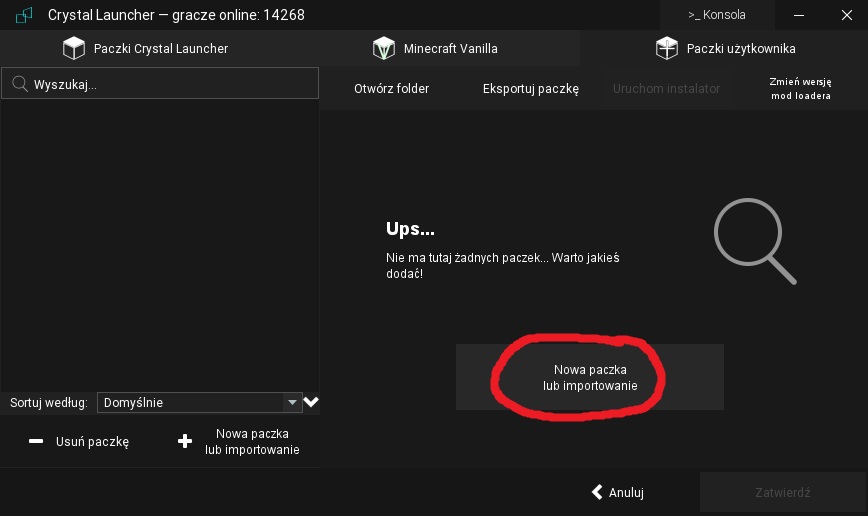 Crystal Launcher — gracze online: 14268
>_ Konsola
Paczki Crystal Launcher
Minecraft Vanilla
Paczki użytkownika
Wyszukaj...
Otwórz folder
Eksportuj paczkę
Uruchom instalator
Zmień wersję
mod loadera
Ups...
Nie ma tutaj żadnych paczek... Warto jakieś
dodać!
Nowa paczka
lub importowanie
Sortuj według:
Domyślnie
Usuń paczkę
Nowa paczka
lub importowanie
Anuluj
Zatwierdź